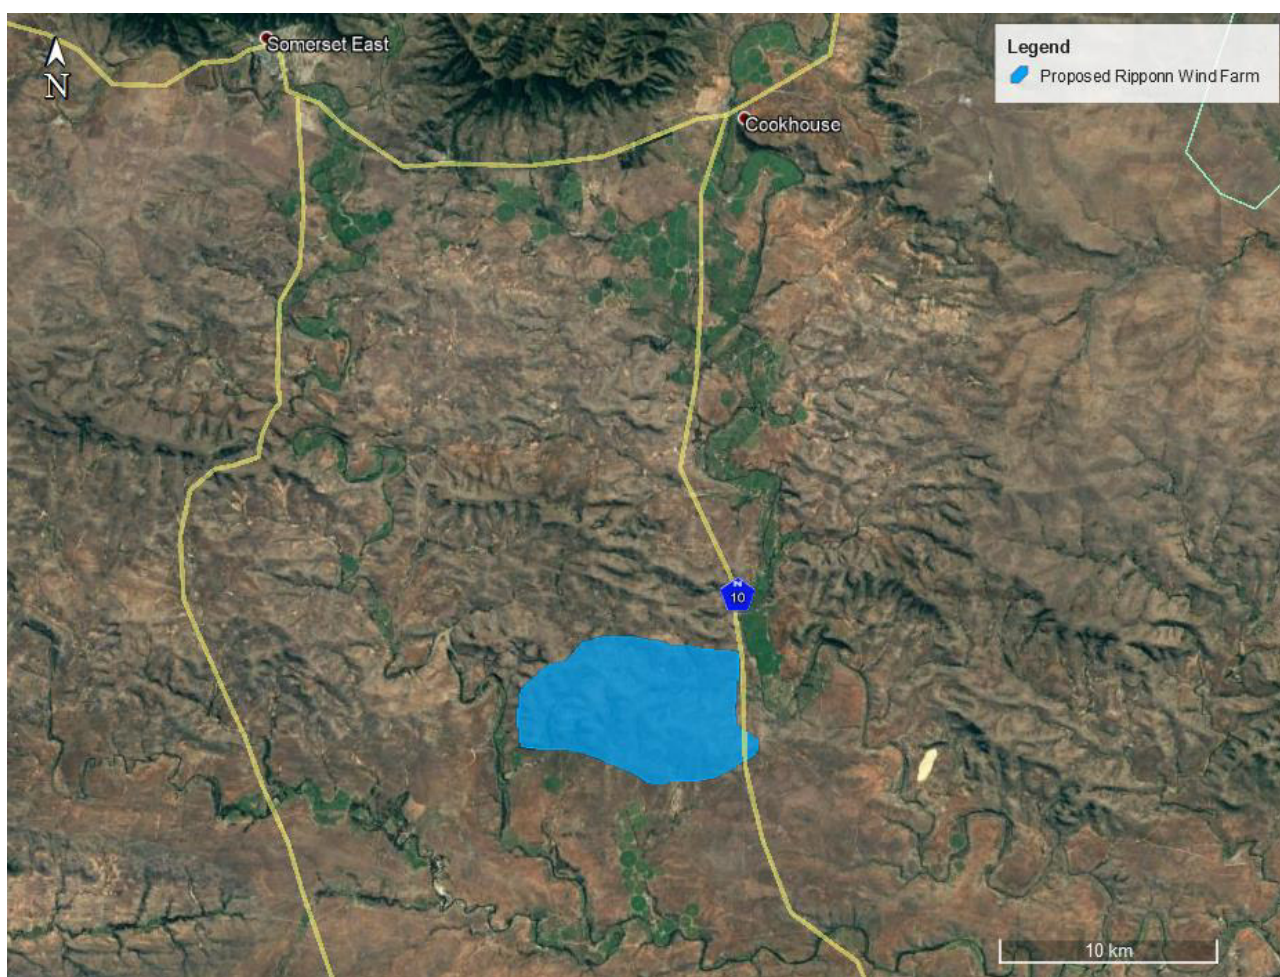 Somerset East
Legend
Proposed Ripponn Wind Farm
N
Cookhouse
N
10
10 km